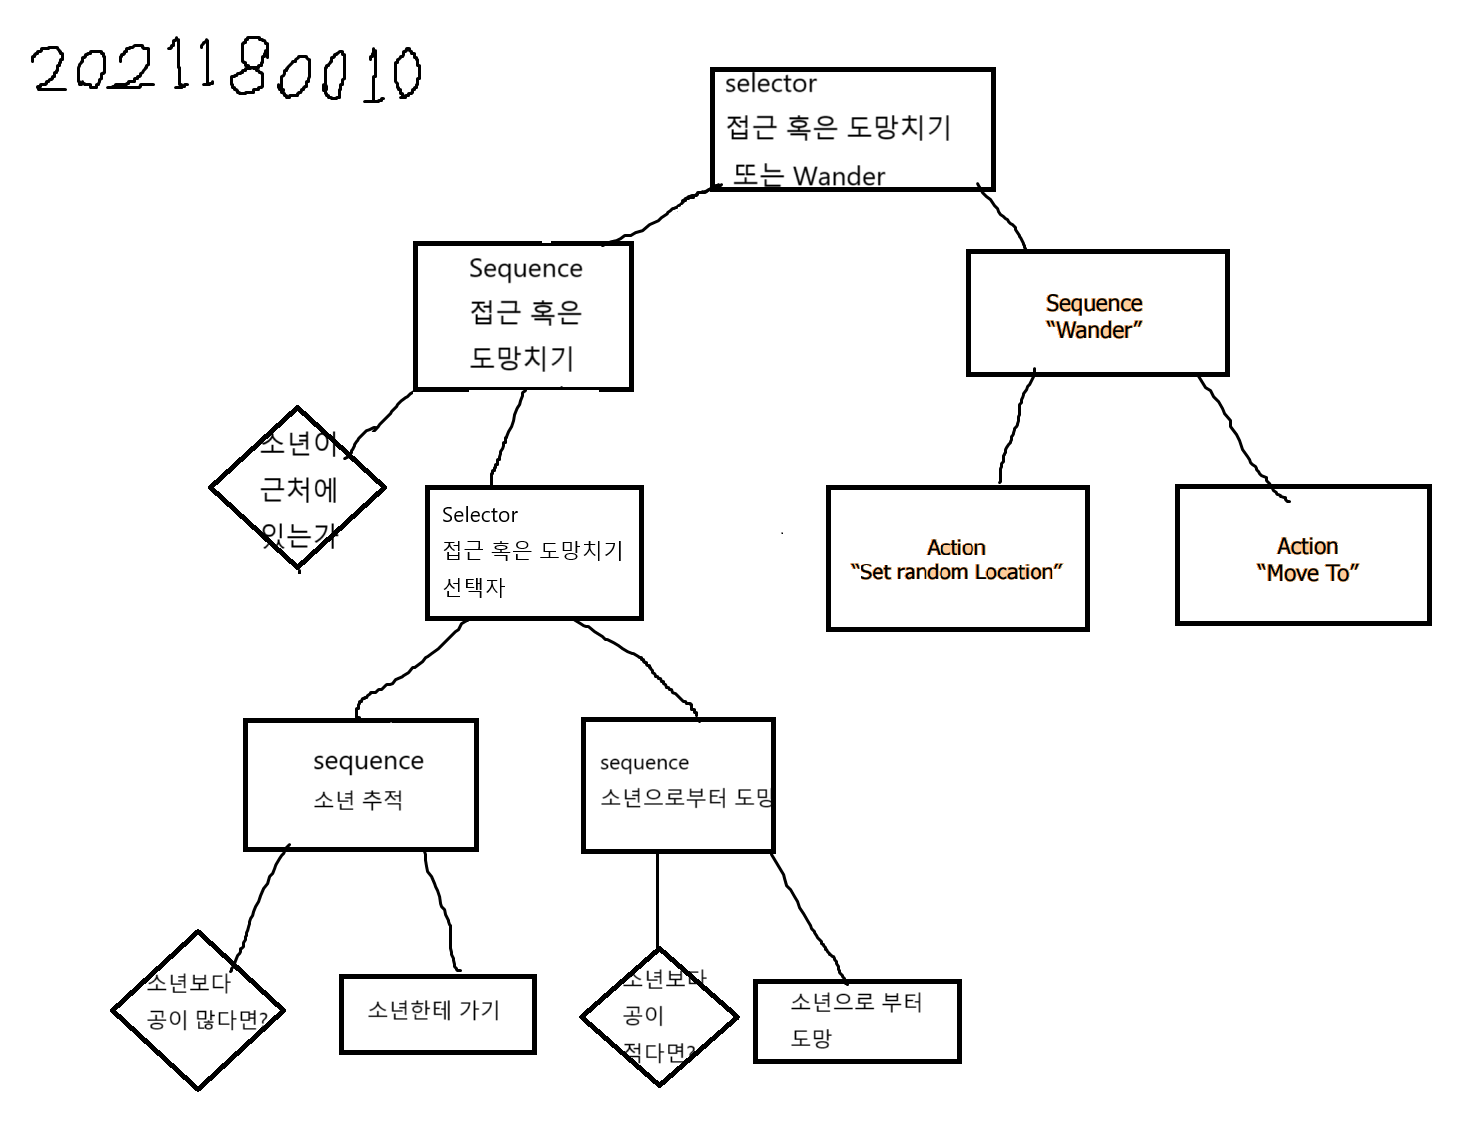 2021180010
selector
접근 혹은 도망치기
또는 Wander
Sequence
접근 혹은
도망치기
Sequence
“Wander”
소년이
근처에
있는가
Selector
접근 혹은 도망치기
선택자
Action
“Set random Location”
Action
“Move To”
sequence
소년 추적
sequence
소년으로부터 도망
소년보다
공이 많다면?
소년한테 가기
소년보다
공이
적다면?
소년으로 부터
도망